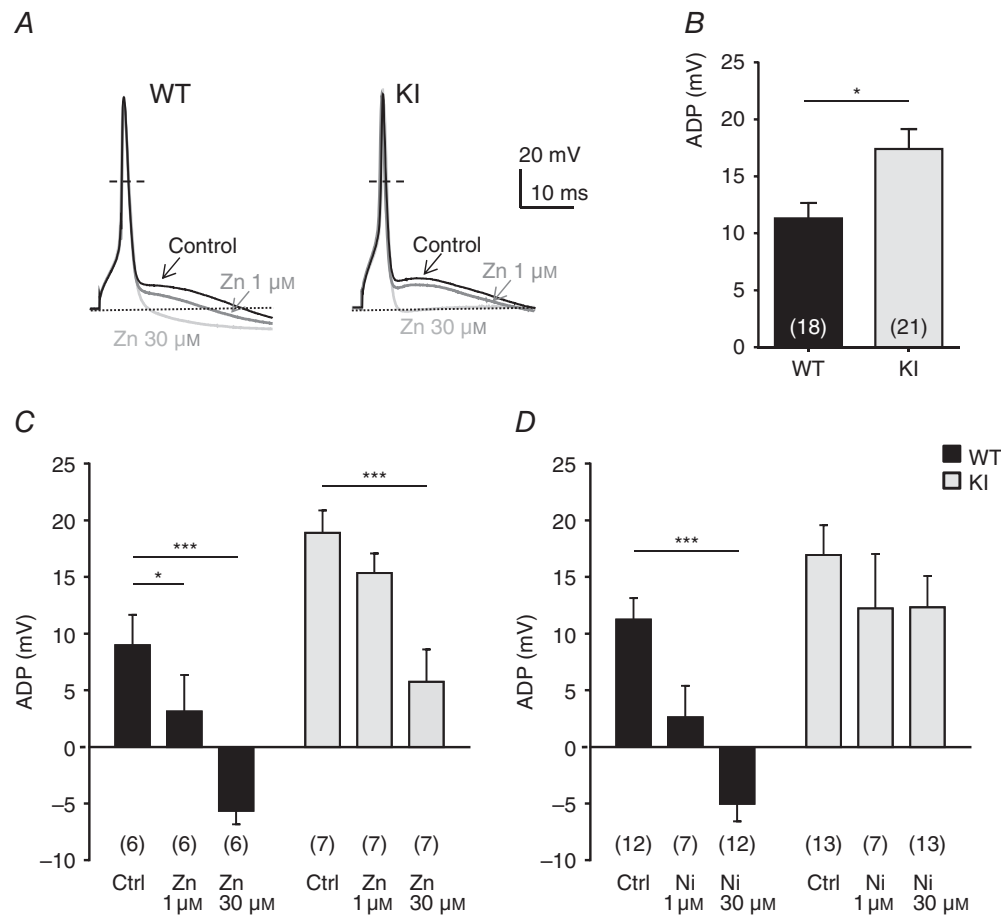 A
WT
KI
20 mV
10 ms
Control
Zn 1 µM
Zn 30 µM
Control
Zn 1 µM
Zn 30 µM
B
ADP (mV)
25
20
15
10
5
0
*
(18)
(21)
WT
KI
C
ADP (mV)
25
20
15
10
5
0
–5
–10
***
*
***
(6)
(6)
(6)
(7)
(7)
(7)
Ctrl
Zn 1 µM
Zn 30 µM
Ctrl
Zn 1 µM
Zn 30 µM
D
WT
KI
ADP (mV)
25
20
15
10
5
0
–5
–10
***
(12)
(7)
(12)
(13)
(7)
(13)
Ctrl
Ni 1 µM
Ni 30 µM
Ctrl
Ni 1 µM
Ni 30 µM